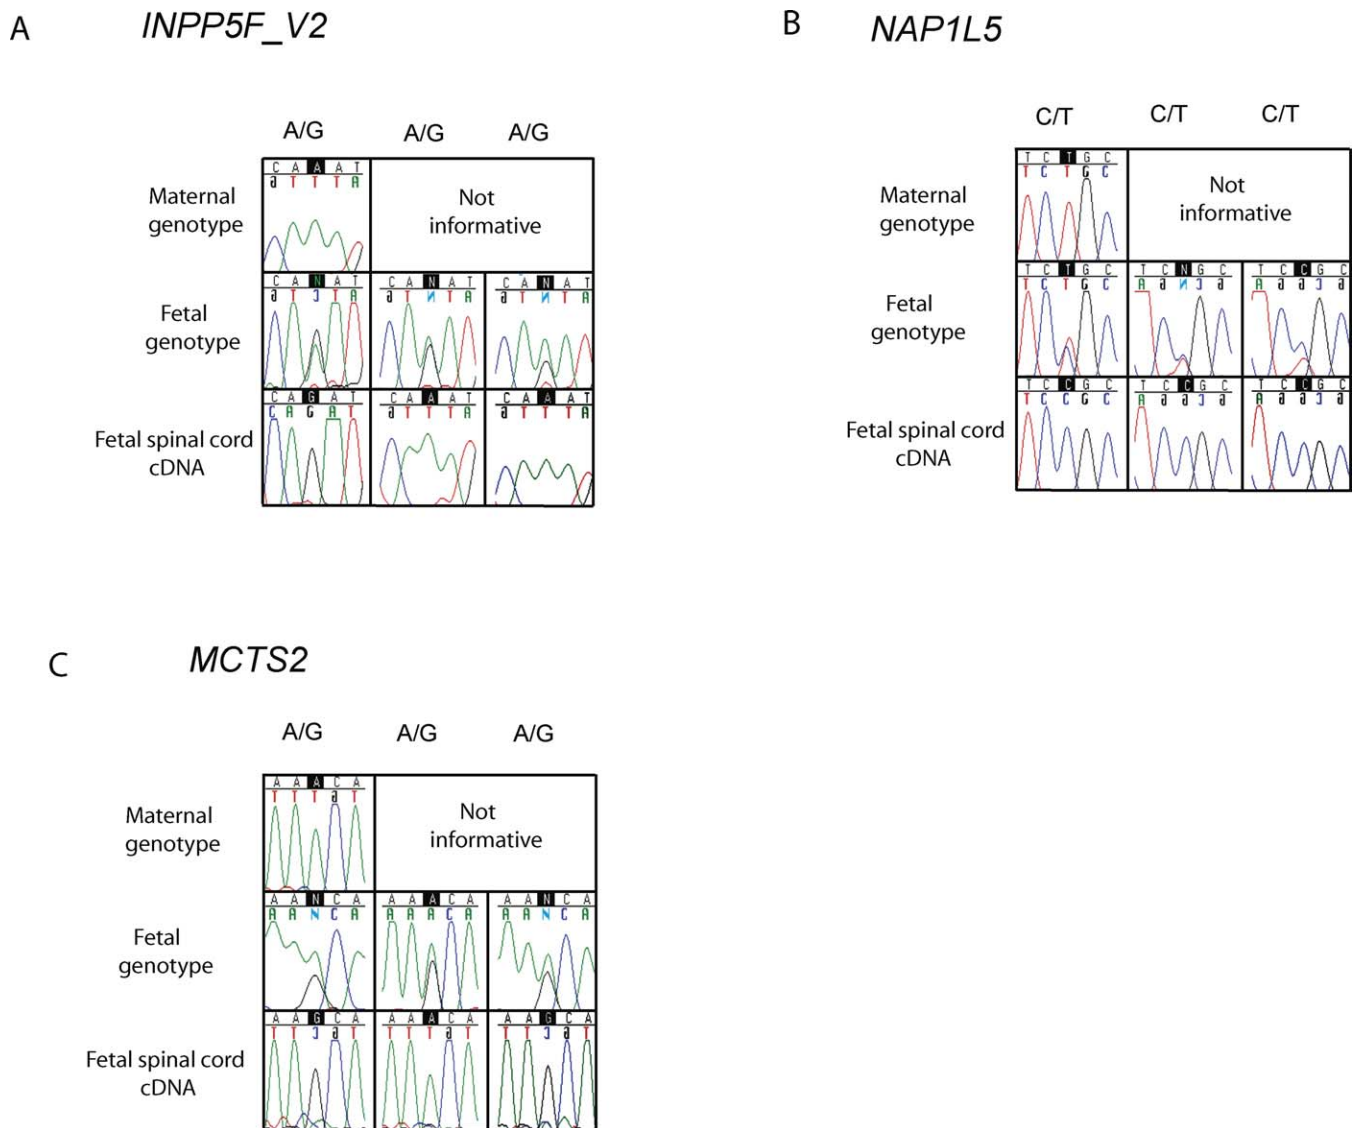 A
INPP5F_V2
A/G
A/G
A/G
Maternal
genotype
C A A A T
Not
informative
Fetal
genotype
C A N A T
C A N A T
C A N A T
Fetal spinal cord
cDNA
C A G A T
C A G A T
C A A A T
C A A A T
B
NAP1L5
C/T
C/T
C/T
Maternal
genotype
T C T G C
T C T G C
Not
informative
Fetal
genotype
T C T G C
T C T G C
T C N G C
T C C G C
Fetal spinal cord
cDNA
T C C G C
T C C G C
T C C G C
T C C G C
C
MCTS2
A/G
A/G
A/G
Maternal
genotype
A A A C A
Not
informative
Fetal
genotype
A A N C A
A A N C A
A A A C A
A A A C A
A A N C A
A A N C A
Fetal spinal cord
cDNA
A A G C A
A A A C A
A A G C A